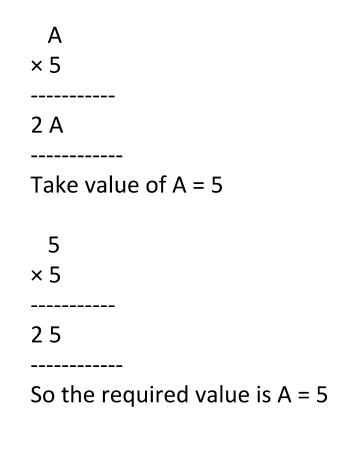 A
× 5
-----------
2 A
------------
Take value of A = 5
5
× 5
-----------
2 5
------------
So the required value is A = 5